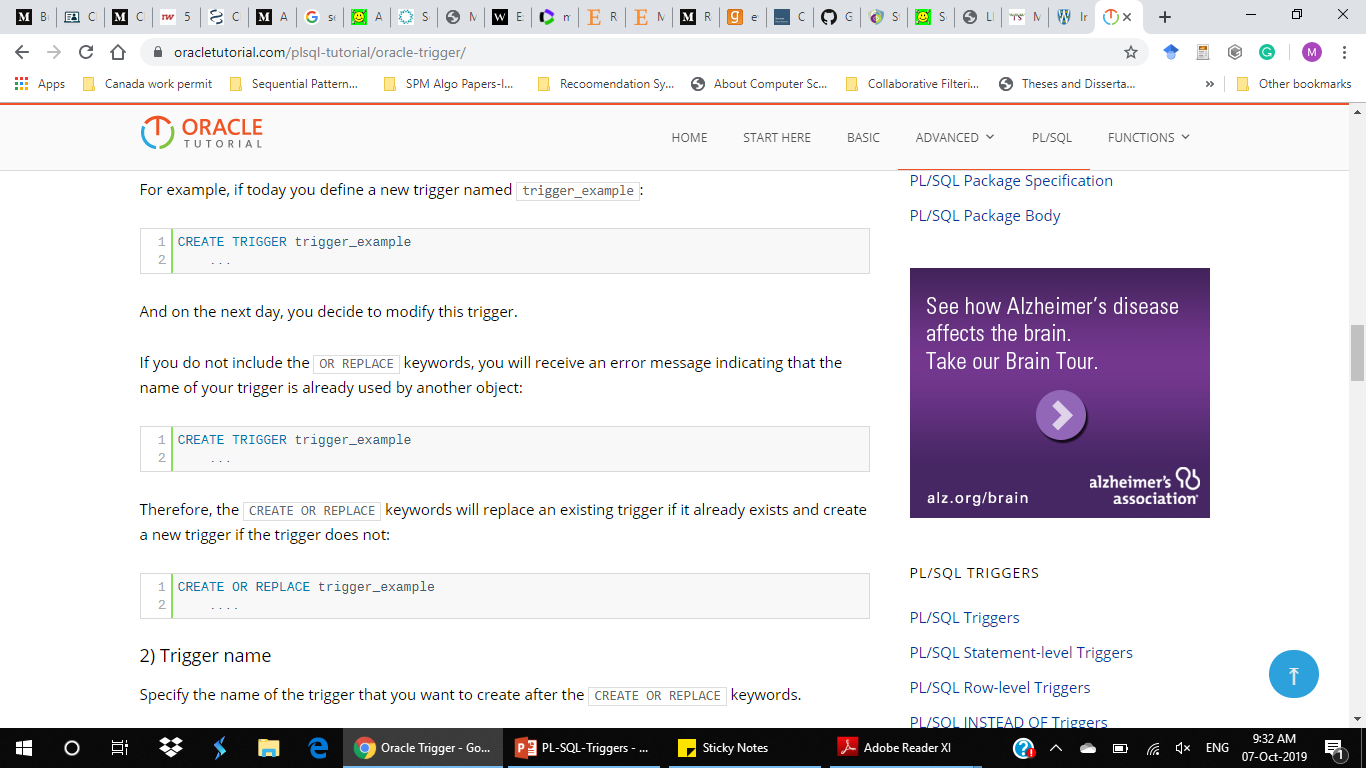 oracletutorial.com/plsql-tutorial/oracle-trigger/
M
Apps
Canada work permit
Sequential Pattern...
SPM Algo Papers-I...
Recoomendation Sy...
About Computer Sc...
Collaborative Filteri...
Theses and Disserta...
»
Other bookmarks
ORACLE
TUTORIAL
HOME
START HERE
BASIC
ADVANCED
PL/SQL
FUNCTIONS
For example, if today you define a new trigger named trigger_example:
1 CREATE TRIGGER trigger_example
2 ...
And on the next day, you decide to modify this trigger.
If you do not include the OR REPLACE keywords, you will receive an error message indicating that the
name of your trigger is already used by another object:
1 CREATE TRIGGER trigger_example
2 ...
Therefore, the CREATE OR REPLACE keywords will replace an existing trigger if it already exists and create
a new trigger if the trigger does not:
1 CREATE OR REPLACE trigger_example
2 ....
2) Trigger name
Specify the name of the trigger that you want to create after the CREATE OR REPLACE keywords.
PL/SQL Package Specification
PL/SQL Package Body
See how Alzheimer's disease
affects the brain.
Take our Brain Tour.
alz.org/brain
alzheimer's
association
PL/SQL TRIGGERS
PL/SQL Triggers
PL/SQL Statement-level Triggers
PL/SQL Row-level Triggers
PL/SQL INSTEAD OF Triggers
Oracle Trigger - Go...
PL-SQL-Triggers - ...
Sticky Notes
Adobe Reader XI
ENG
9:32 AM
07-Oct-2019
1